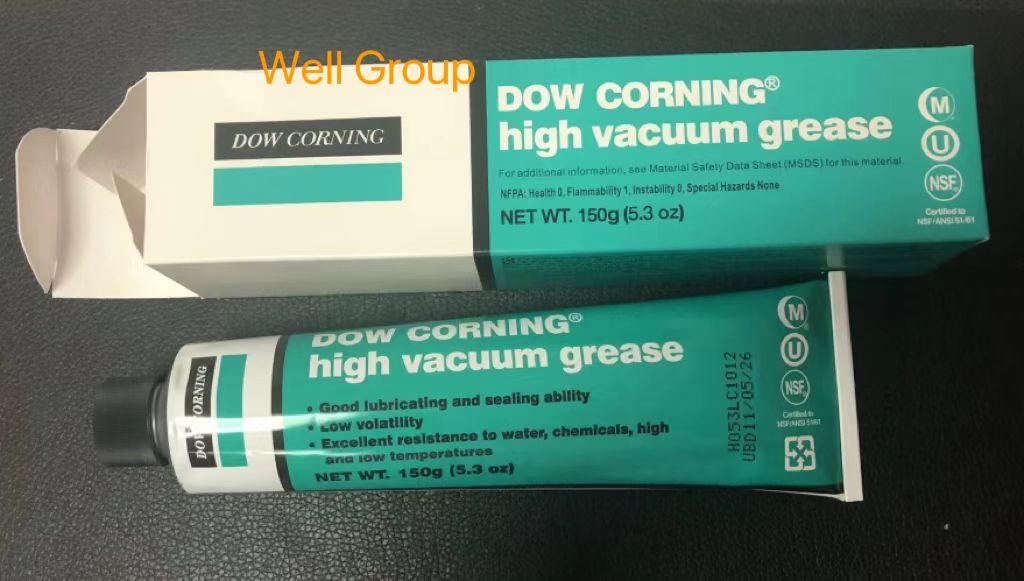 Well Group
DOW CORNING
DOW CORNING®
high vacuum grease
For additional information, see Material Safety Data Sheet (MSDS) for this material.
NFPA: Health 0, Flammability 1, Instability 0, Special Hazards None
NET WT. 150g (5.3 oz)
M
U
NSF®
Certified to
NSF/ANSI 51/61
DOW CORNING
DOW CORNING®
high vacuum grease
• Good lubricating and sealing ability
• Low volatility
• Excellent resistance to water, chemicals, high
and low temperatures
NET WT. 150g (5.3 oz)
H053LC1012
UBD11/05/26
M
U
NSF®
Certified to
NSF/ANSI 51/61